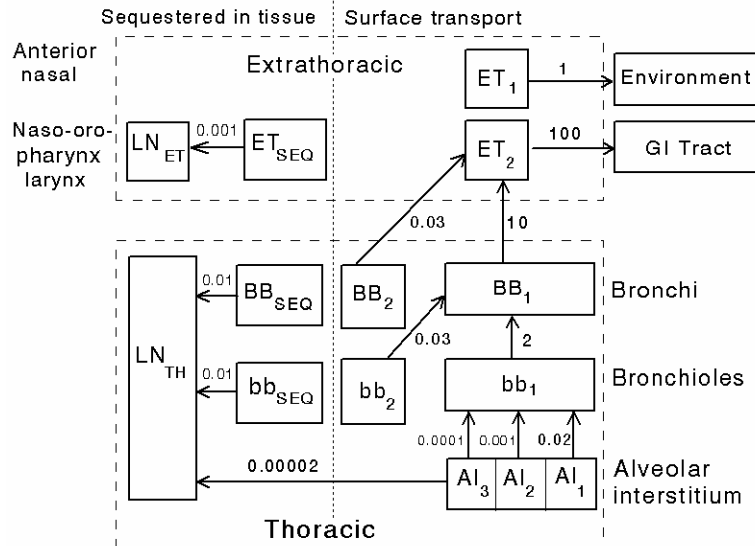 Sequestered in tissue Surface transport
Anterior
nasal
Extrathoracic
ET1
1
Environment
Naso-oro-
pharynx
larynx
LNET
0.001
ETSEQ
ET2
100
GI Tract
0.03
10
0.01
BBSEQ
BB2
BB1
Bronchi
LNTH
0.03
2
0.01
bbSEQ
bb2
bb1
Bronchioles
0.0001
0.001
0.02
0.00002
AI3
AI2
AI1
Alveolar
interstitium
Thoracic